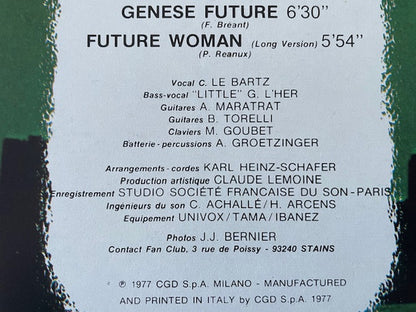 GENESE FUTURE 6'30"
(F. Bréant)
FUTURE WOMAN (Long Version) 5'54"
(P. Reanux)
Vocal C. LE BARTZ
Bass-vocal "LITTLE" G. L'HER
Guitares A. MARATRAT
Guitares B. TORELLI
Claviers M. GOUBET
Batterie-percussions A. GROETZINGER
Arrangements-cordes KARL HEINZ-SCHAFER
Production artistique CLAUDE LEMOINE
Enregistrement STUDIO SOCIÉTÉ FRANCAISE DU SON-PARIS
Ingénieurs du son C. ACHALLÉ/H. ARCENS
Equipement UNIVOX/TAMA/IBANEZ
Photos J.J. BERNIER
Contact Fan Club, 3 rue de Poissy - 93240 STAINS
℗ 1977 CGD S.p.A. MILANO - MANUFACTURED
AND PRINTED IN ITALY by CGD S.p.A. 1977